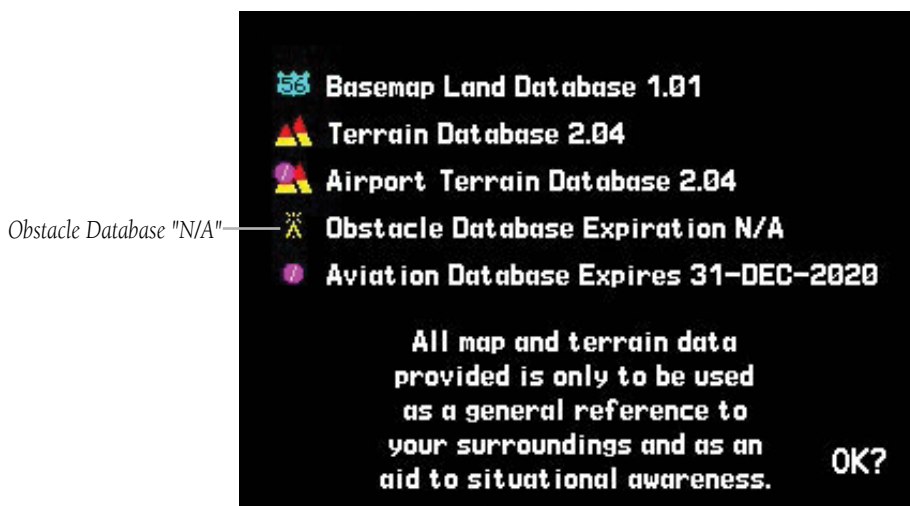 56 Basemap Land Database 1.01
Terrain Database 2.04
Airport Terrain Database 2.04
Obstacle Database "N/A"
Obstacle Database Expiration N/A
Aviation Database Expires 31-DEC-2020
All map and terrain data
provided is only to be used
as a general reference to
your surroundings and as an
aid to situational awareness.
OK?